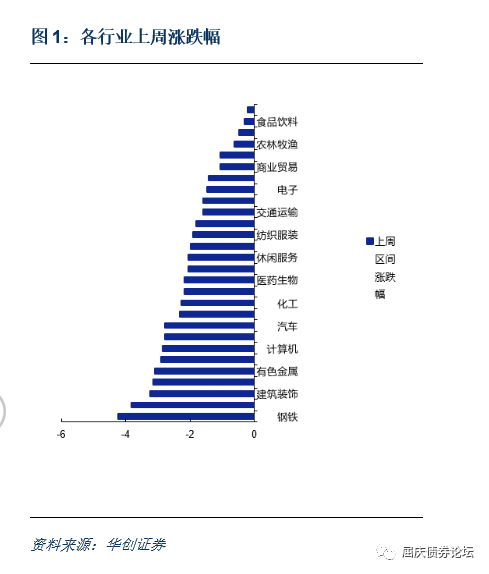 图 1：各行业上周涨跌幅
食品饮料
农林牧渔
商业贸易
电子
交通运输
纺织服装
休闲服务
医药生物
化工
汽车
计算机
有色金属
建筑装饰
钢铁
-6 -4 -2 0
上周
区间
涨跌
幅
资料来源：华创证券
屈庆债券论坛